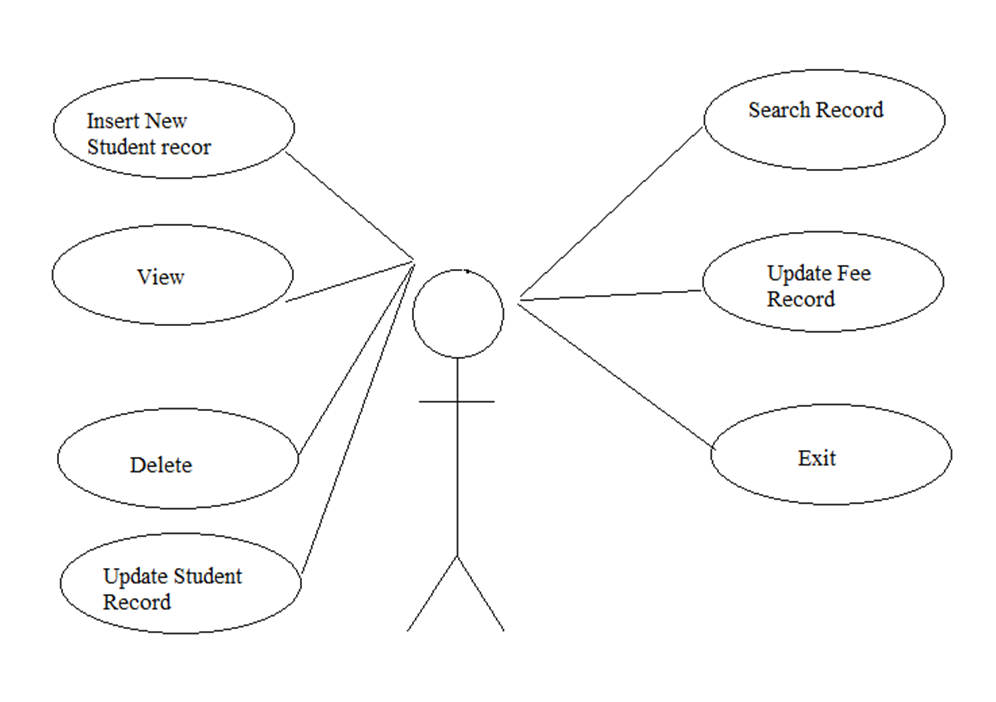 Insert New
Student recor
View
Delete
Update Student
Record
Search Record
Update Fee
Record
Exit